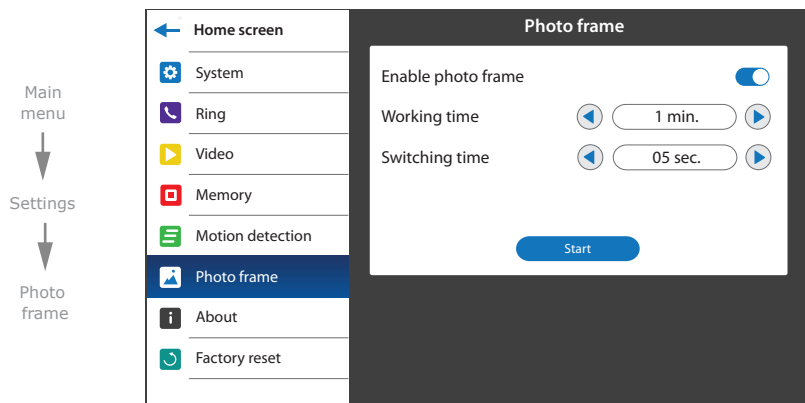 Main
menu
Settings
Photo
frame
Home screen
System
Ring
Video
Memory
Motion detection
Photo frame
About
Factory reset
Photo frame
Enable photo frame
Working time 1 min.
Switching time 05 sec.
Start